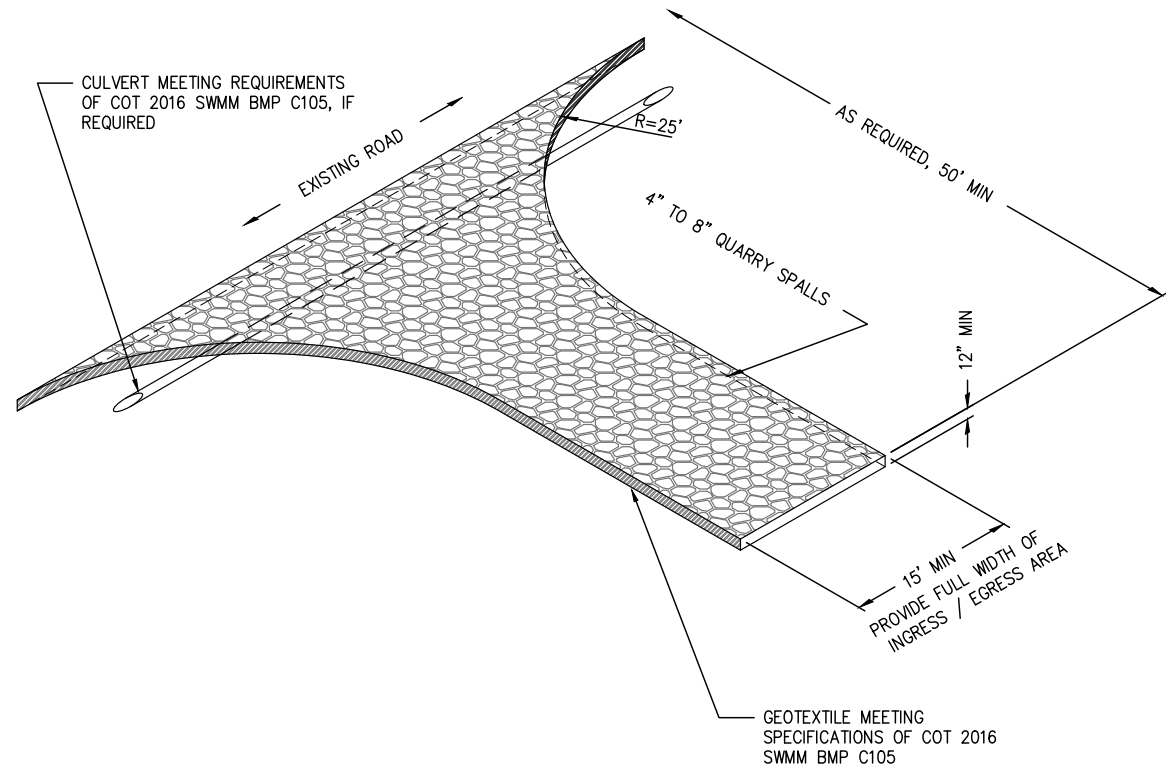 CULVERT MEETING REQUIREMENTS
OF COT 2016 SWMM BMP C105, IF
REQUIRED
EXISTING ROAD
R=25'
AS REQUIRED, 50' MIN
4" TO 8" QUARRY SPALLS
12" MIN
15' MIN
PROVIDE FULL WIDTH OF
INGRESS / EGRESS AREA
GEOTEXTILE MEETING
SPECIFICATIONS OF COT 2016
SWMM BMP C105